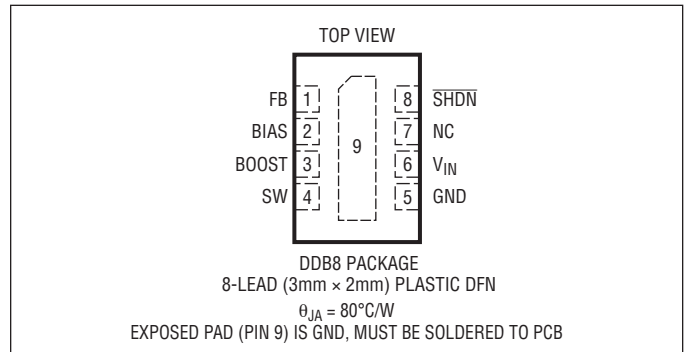 TOP VIEW
FB 1 8 S̅H̅D̅N̅
BIAS 2 7 NC
9
BOOST 3 6 VIN
SW 4 5 GND
DDB8 PACKAGE
8-LEAD (3mm × 2mm) PLASTIC DFN
θJA = 80°C/W
EXPOSED PAD (PIN 9) IS GND, MUST BE SOLDERED TO PCB